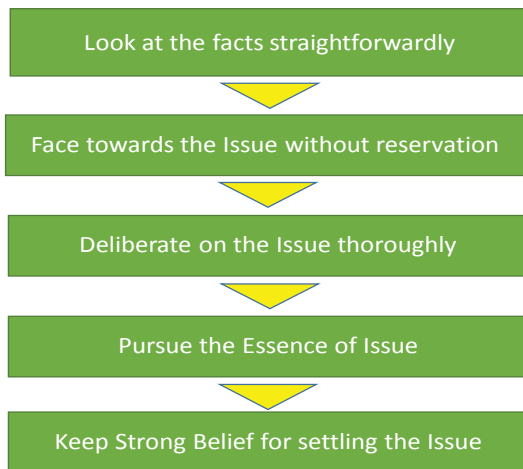 Look at the facts straightforwardly
Face towards the Issue without reservation
Deliberate on the Issue thoroughly
Pursue the Essence of Issue
Keep Strong Belief for settling the Issue